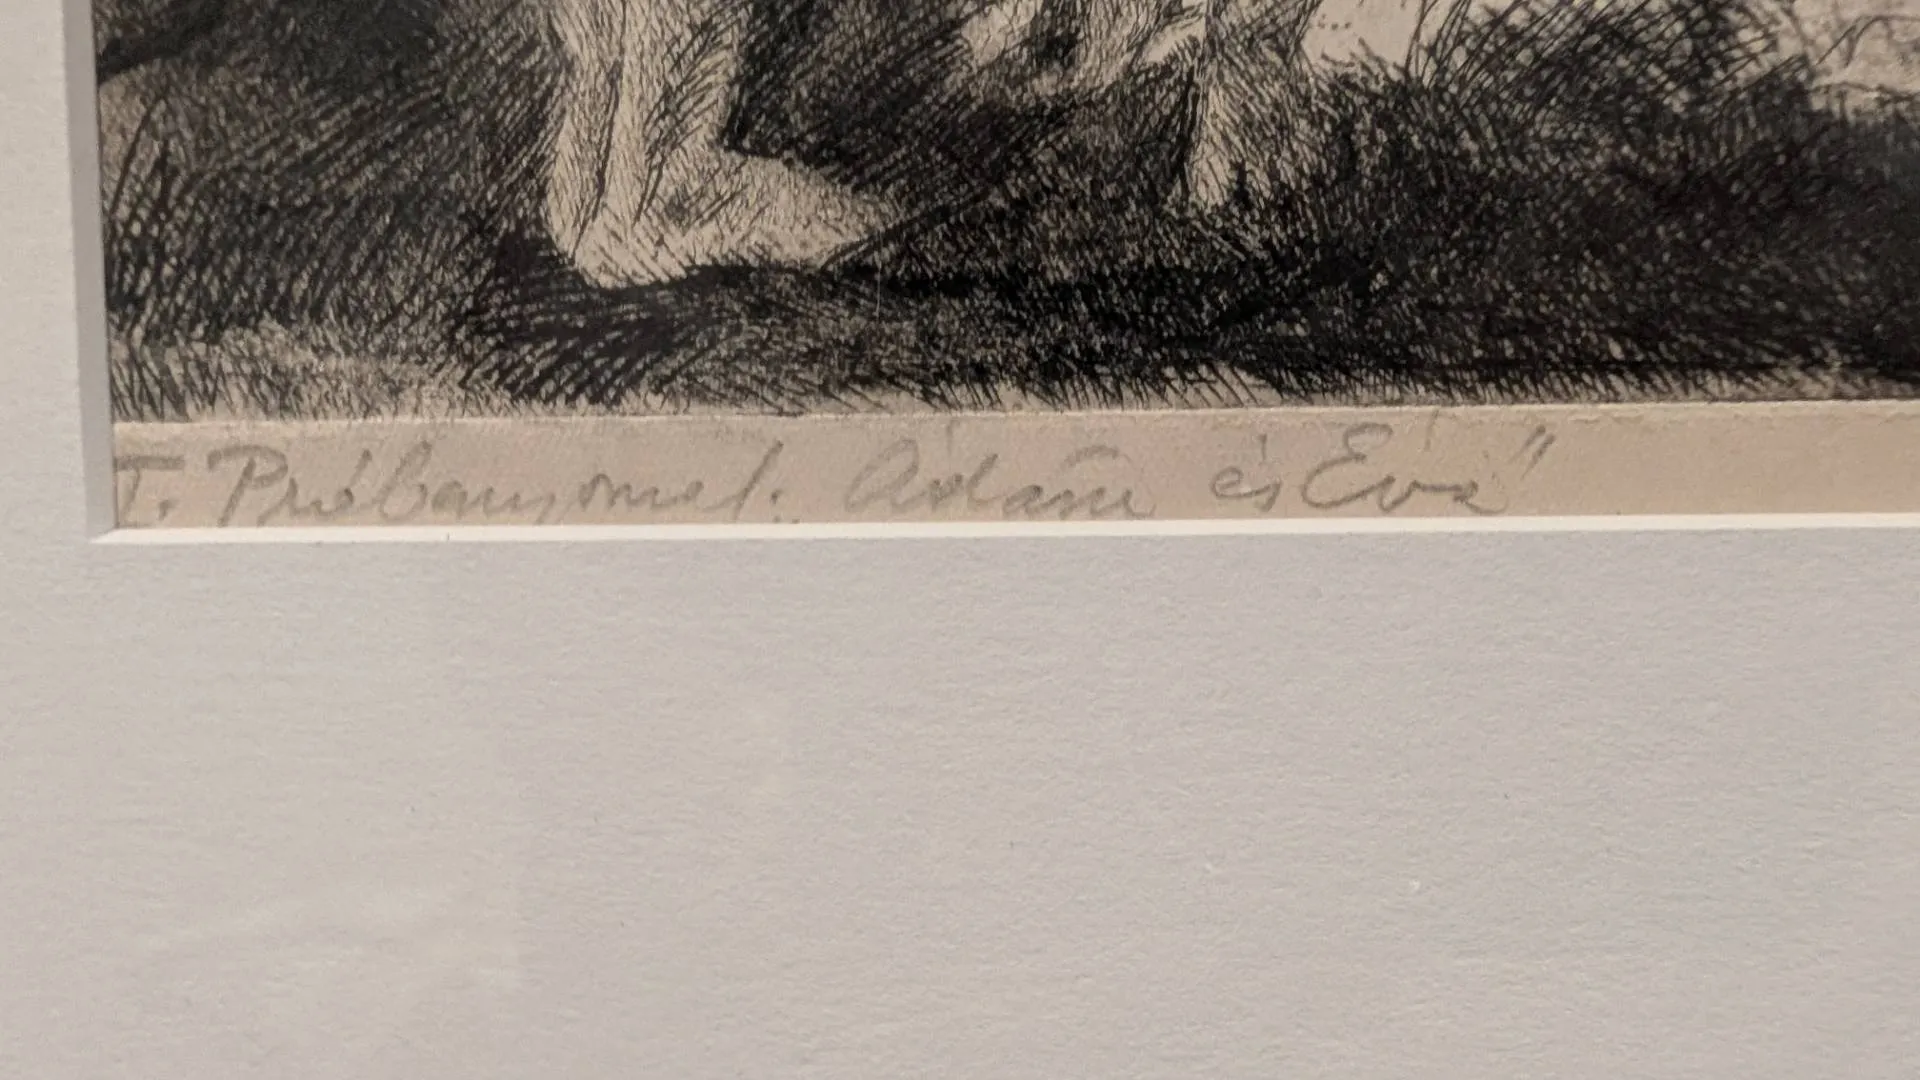 I. Próbanyomat: Ádám és Éva"